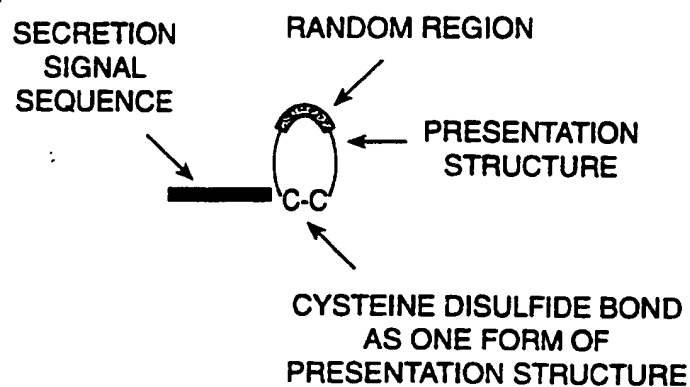 SECRETION
SIGNAL
SEQUENCE
RANDOM REGION
PRESENTATION
STRUCTURE
C-C
CYSTEINE DISULFIDE BOND
AS ONE FORM OF
PRESENTATION STRUCTURE